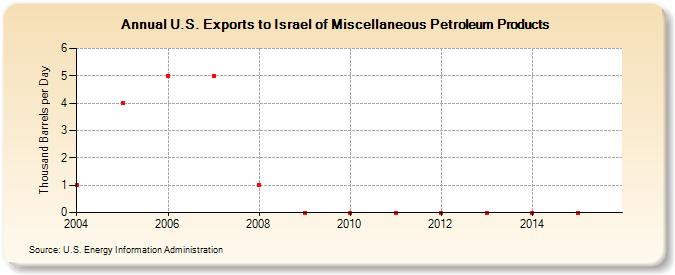 Annual U.S. Exports to Israel of Miscellaneous Petroleum Products
Thousand Barrels per Day
6
5
4
3
2
1
0
2004 2006 2008 2010 2012 2014
Source: U.S. Energy Information Administration